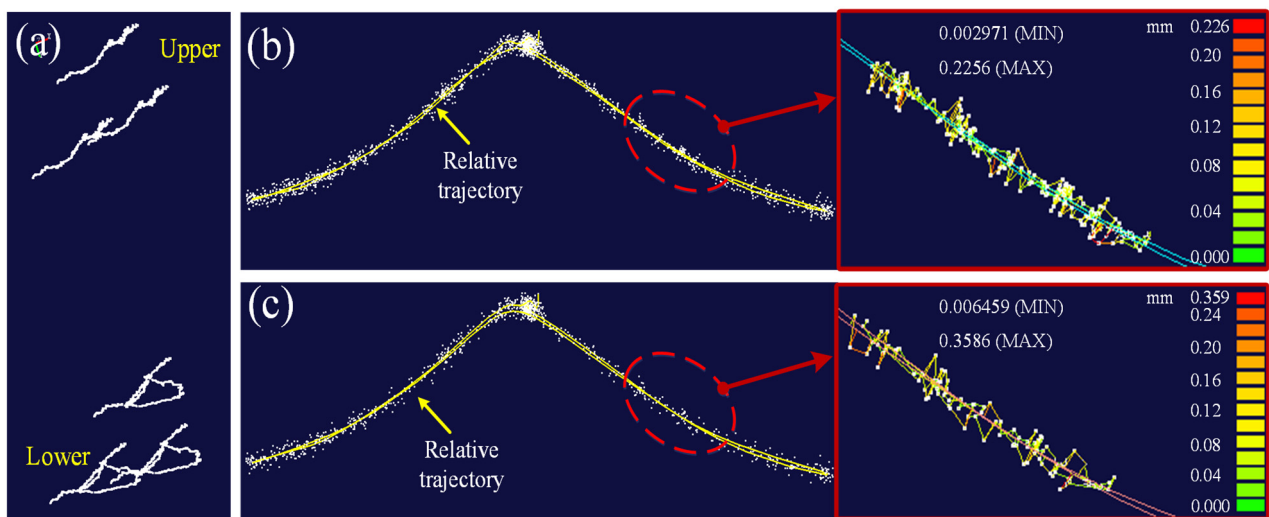 (a)
Upper
Lower
(b)
Relative
trajectory
0.002971 (MIN)
0.2256 (MAX)
mm
0.226
0.20
0.16
0.12
0.08
0.04
0.000
(c)
Relative
trajectory
0.006459 (MIN)
0.3586 (MAX)
mm
0.359
0.24
0.20
0.16
0.08
0.04
0.000